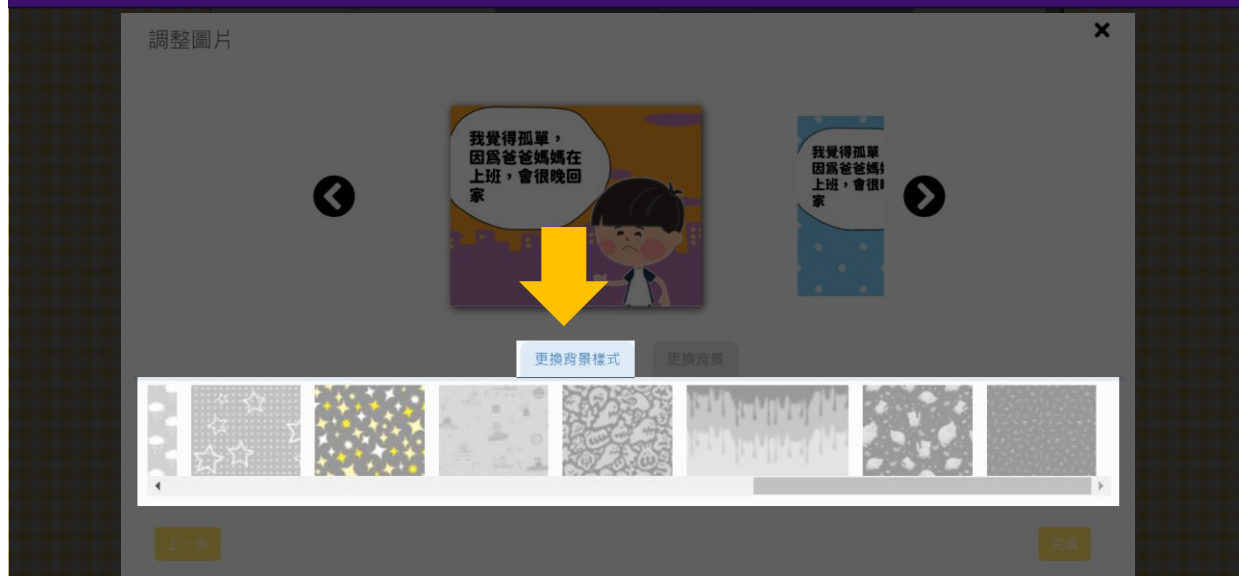 調整圖片
我覺得孤單，
因爲爸爸媽媽在
上班，會很晚回
家
我覺得孤單
因爲爸爸媽
上班，會很
家
更換背景樣式
更換背景
上一步
完成